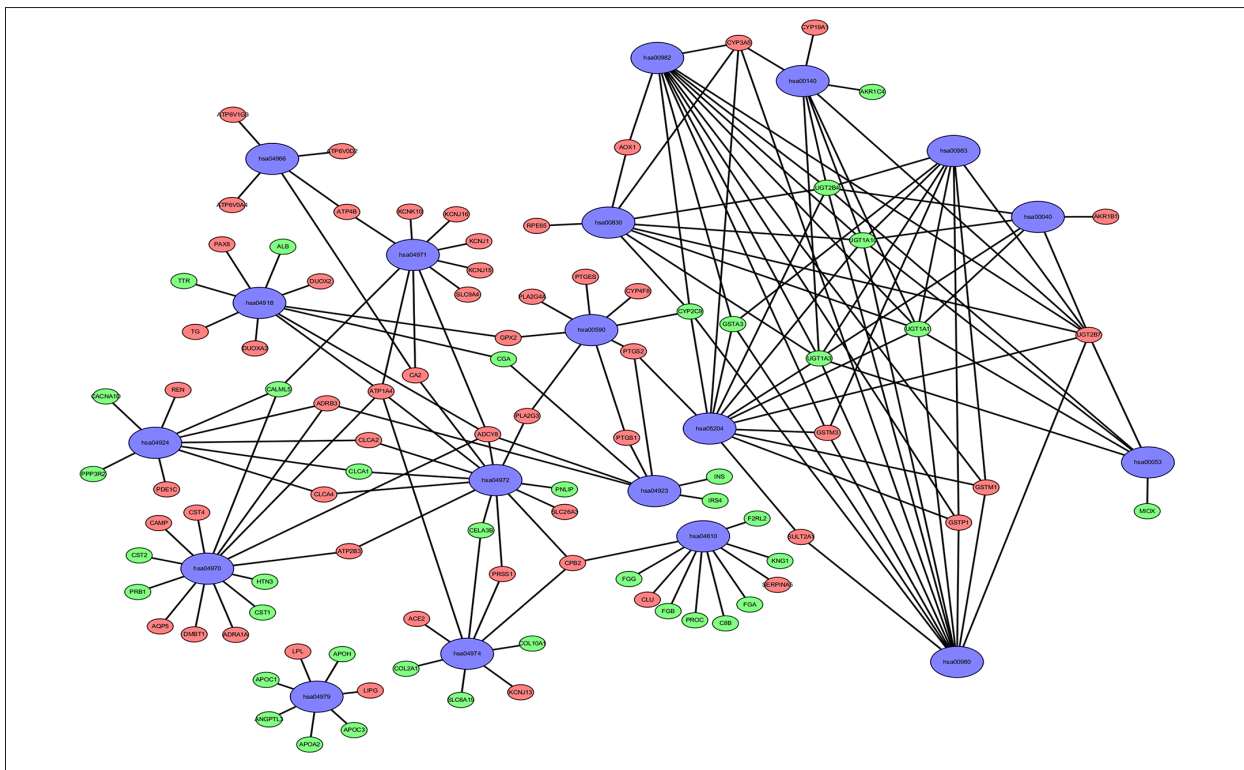 CYP19A1
CYP3A5
hsa00982
hsa00140
AKR1C4
ATP6V1G3
ATP6V0D2
hsa04966
AOX1
hsa00983
UGT2B4
ATP6V0A4
ATP4B
KCNK10
KCNJ16
RPE65
hsa00830
hsa00040
AKR1B1
PAX8
ALB
hsa04971
KCNJ1
UGT1A10
TTR
DUOX2
KCNJ15
hsa04918
SLC9A4
PTGES
PLA2G4A
CYP4F8
CYP2C9
TG
DUOXA2
GPX2
hsa00590
GSTA3
UGT1A1
UGT2B7
CGA
PTGS2
UGT1A3
CACNA1D
REN
CALML5
ATP1A4
CA2
ADRB3
PLA2G3
hsa04924
CLCA2
ADCY8
PTGS1
hsa05204
GSTM3
PPP3R2
CLCA1
hsa00053
PDE1C
CLCA4
hsa04972
PNLIP
hsa04923
INS
IRS4
GSTM1
MIOX
CAMP
CST4
SLC26A3
F2RL2
GSTP1
CST2
ATP2B3
CELA3B
hsa04610
SULT2A1
PRB1
hsa04970
HTN3
PRSS1
CPB2
KNG1
FGG
SERPINA5
AQP5
DMBT1
ADRA1A
CST1
CLU
FGB
PROC
C8B
FGA
ACE2
LPL
APOH
hsa04974
COL10A1
hsa00980
APOC1
LIPG
COL2A1
hsa04979
SLC6A19
KCNJ13
ANGPTL3
APOC3
APOA2